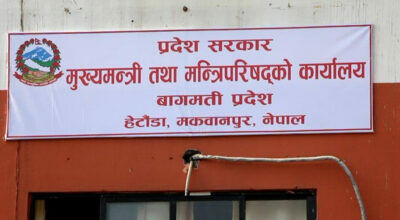 प्रदेश सरकार
मुख्यमन्त्री तथा मन्त्रिपरिषद्को कार्यालय
बागमती प्रदेश
हेटौंडा, मकवानपुर, नेपाल